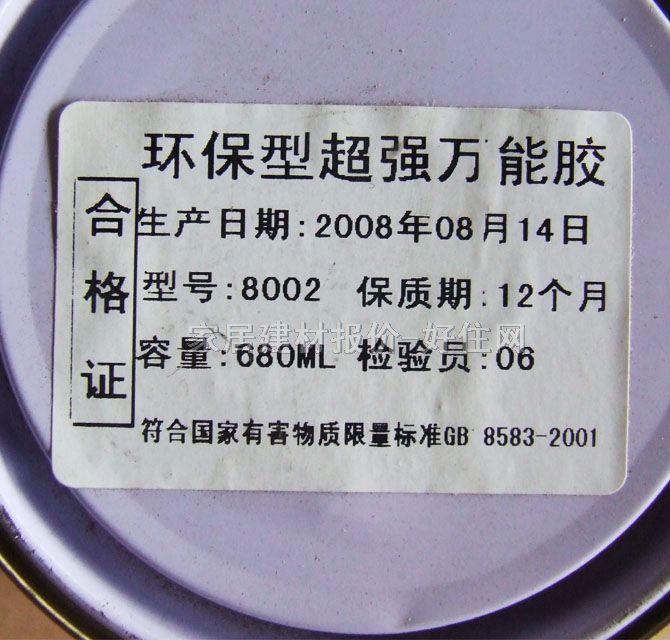 环保型超强万能胶
合格证
生产日期:2008年08月14日
型号:8002 保质期:12个月
容量:680ML 检验员:06
符合国家有害物质限量标准GB 8583-2001
家居建材报价 好住网